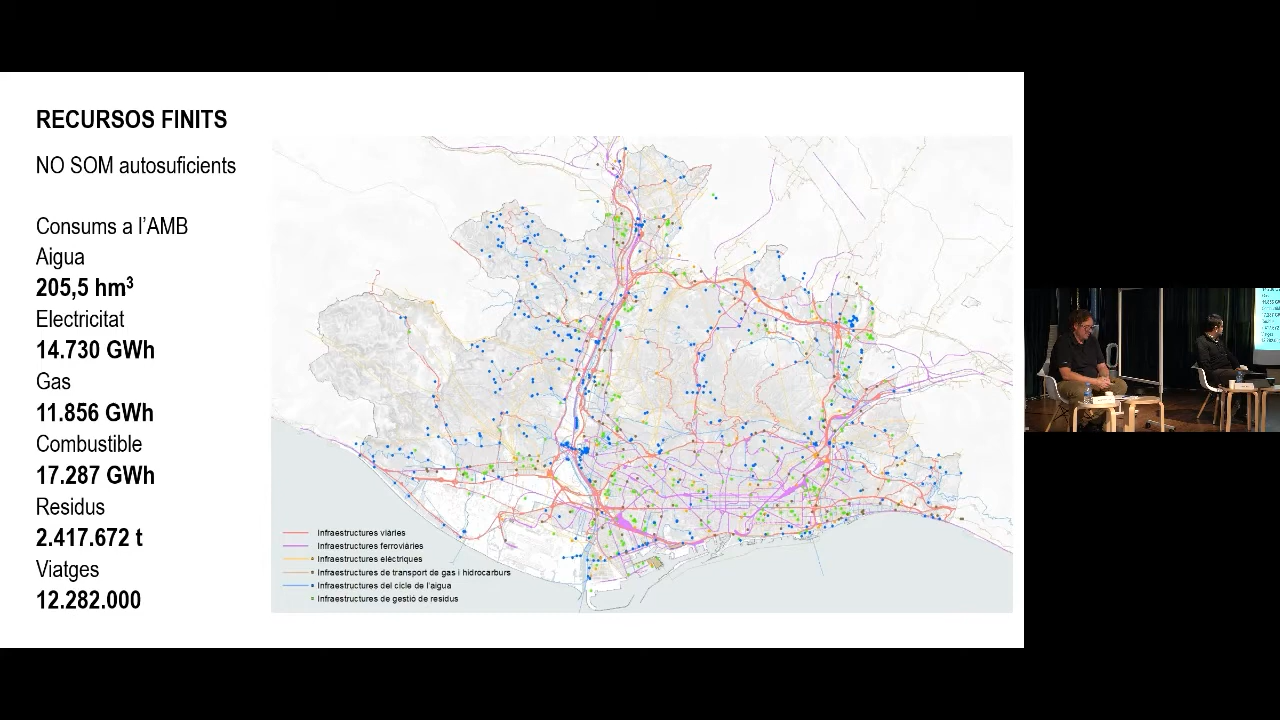 RECURSOS FINITS
NO SOM autosuficients
Consums a l'AMB
Aigua
205,5 hm³
Electricitat
14.730 GWh
Gas
11.856 GWh
Combustible
17.287 GWh
Residus
2.417.672 t
Viatges
12.282.000
Infraestructures viàries
Infraestructures ferroviàries
Infraestructures elèctriques
Infraestructures de transport de gas i hidrocarburs
Infraestructures del cicle de l'aigua
Infraestructures de gestió de residus